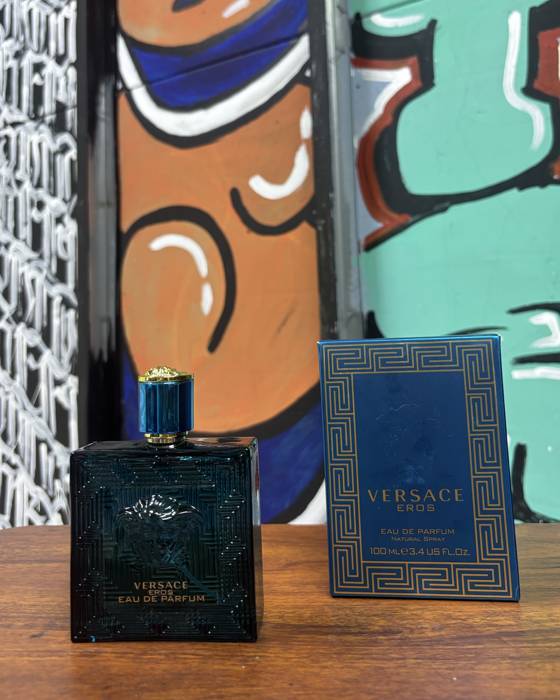 VERSACE
EROS
EAU DE PARFUM
VERSACE
EROS
EAU DE PARFUM
NATURAL SPRAY
100 ML e 3.4 US FL.OZ.